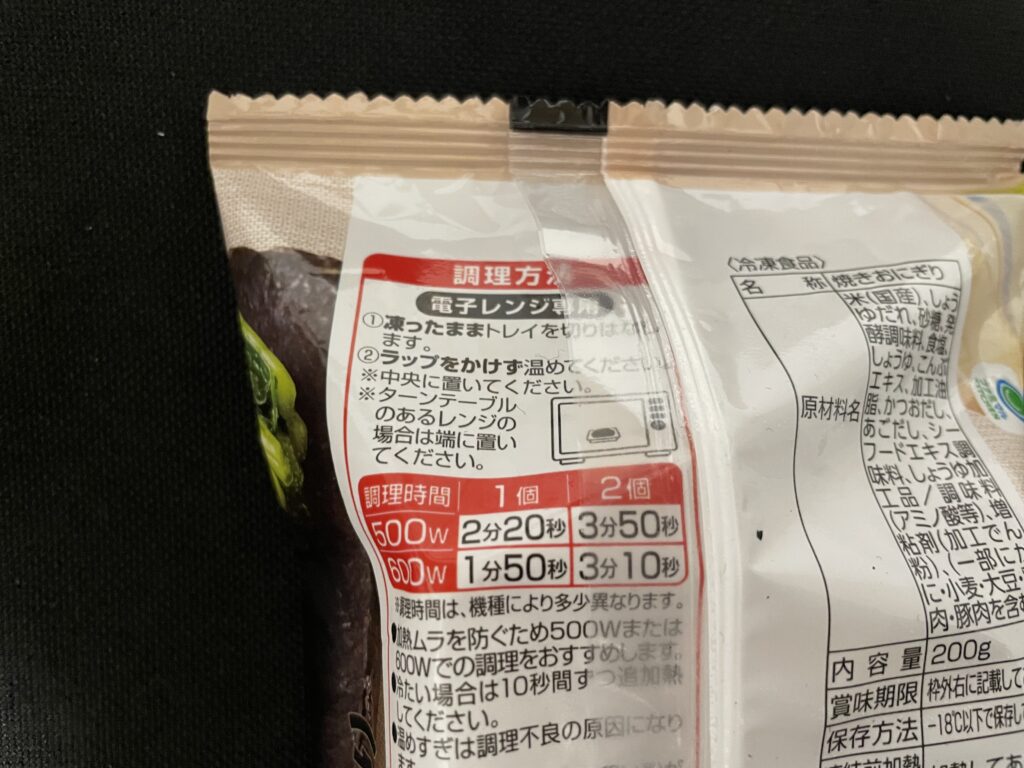 調理方法
電子レンジ専用
①凍ったままトレイを切りはなし
ます。
②ラップをかけず温めてください。
※中央に置いてください。
※ターンテーブル
のあるレンジの
場合は端に置い
てください。
調理時間 1個 2個
500W 2分20秒 3分50秒
600W 1分50秒 3分10秒
※調理時間は、機種により多少異なります。
●加熱ムラを防ぐため500Wまたは
600Wでの調理をおすすめします。
●冷たい場合は10秒間ずつ追加熱
してください。
●温めすぎは調理不良の原因になり
ます
〈冷凍食品〉
名称 焼きおにぎり
原材料名
米(国産)、しょう
ゆだれ、砂糖、発
酵調味料、食塩、
しょうゆ、こんぶ
エキス、加工油
脂、かつおだし、
あごだし、シー
フードエキス調
味料、しょうゆ加
工品/調味料
(アミノ酸等)、増
粘剤(加工でん
粉)、(一部にか
に・小麦・大豆・
肉・豚肉を含む
内容量 200g
賞味期限 枠外右に記載して
保存方法 -18℃以下で保存し
凍結前加熱 加熱してあ